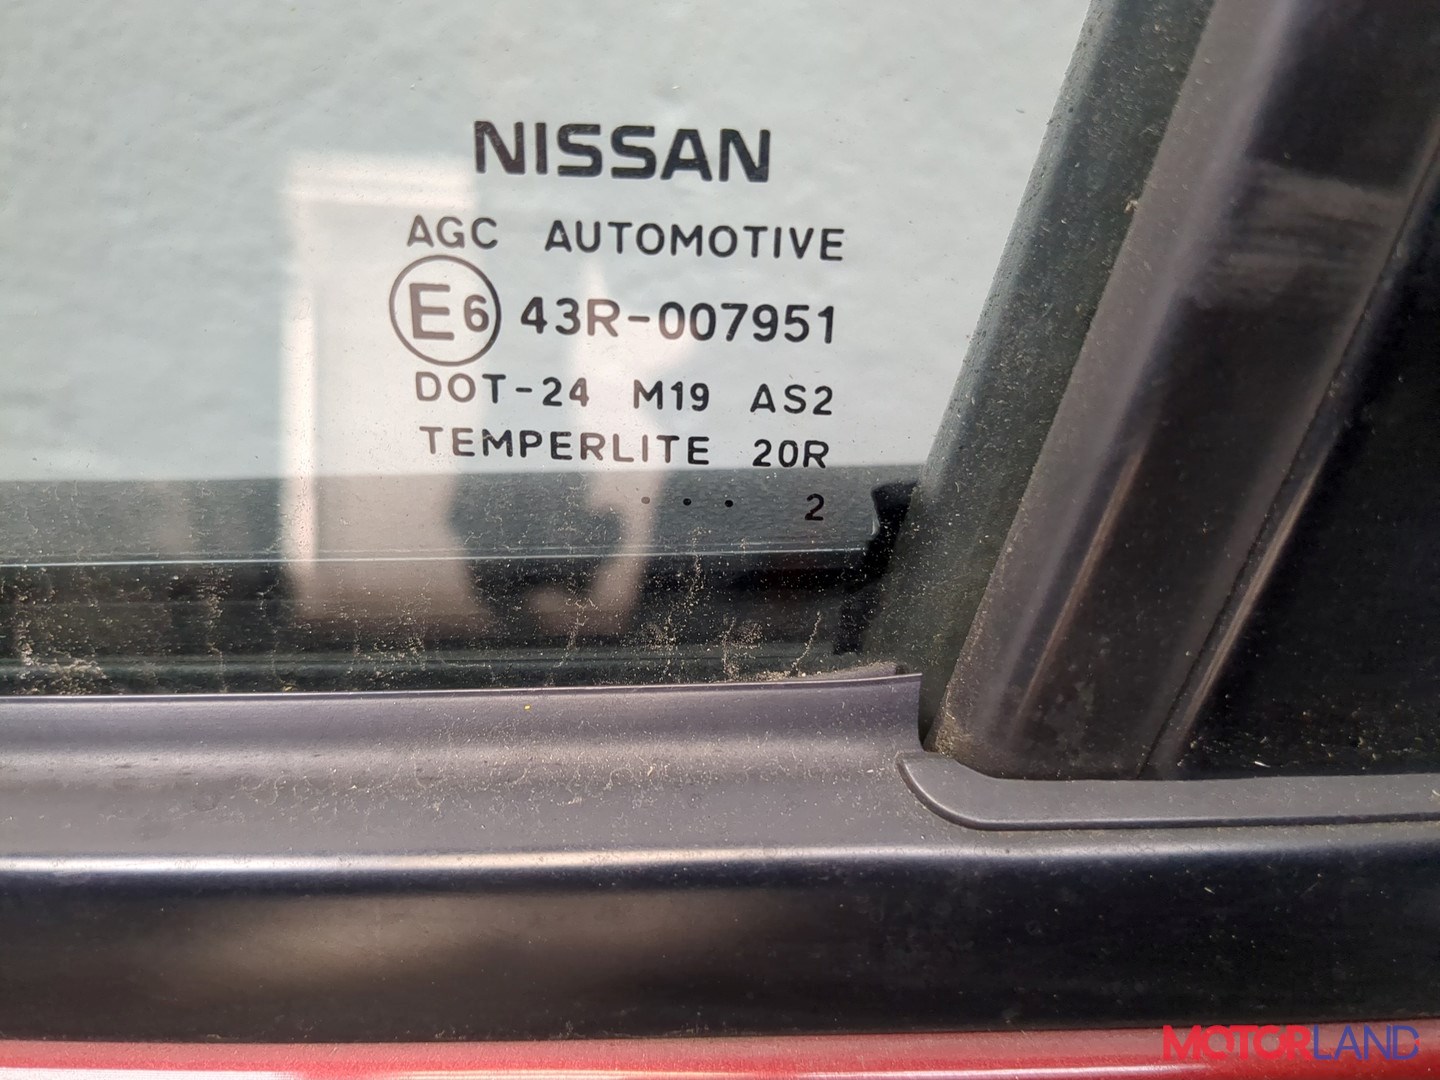 NISSAN
AGC AUTOMOTIVE
E6 43R-007951
DOT-24 M19 AS2
TEMPERLITE 20R
... 2
MOTORLAND